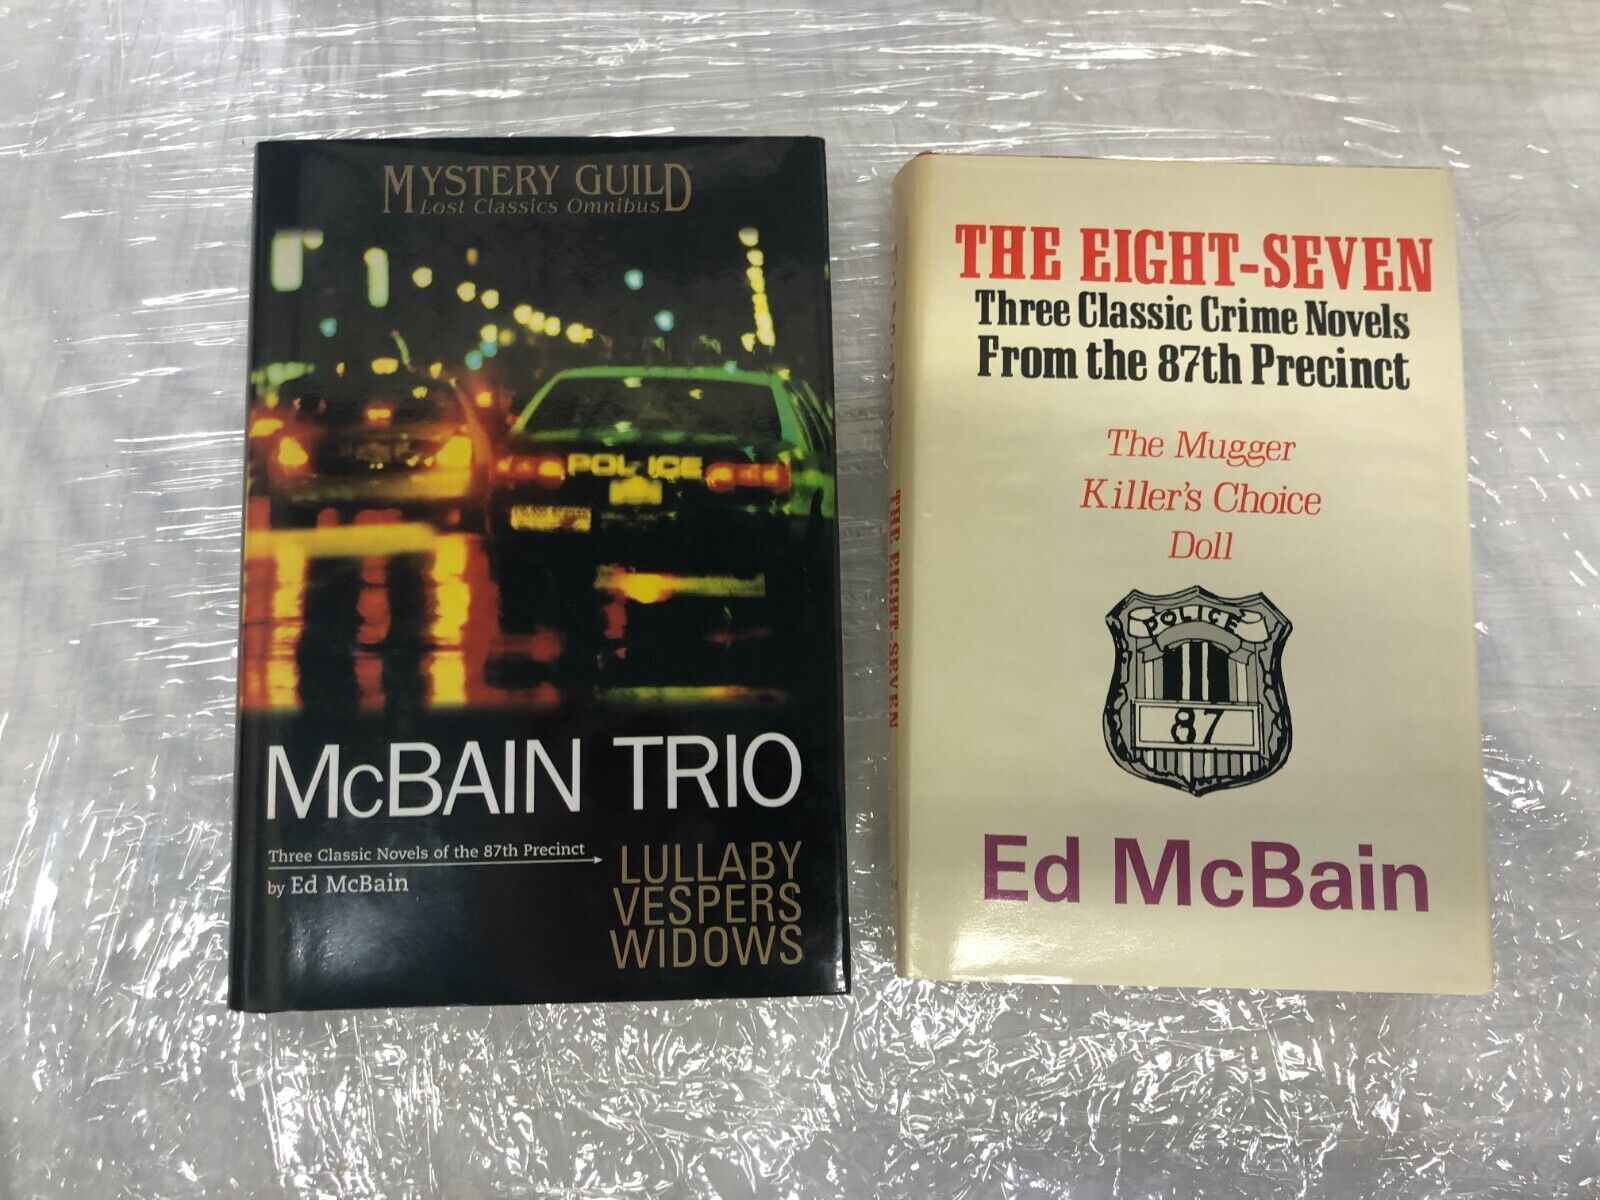 MYSTERY GUILD®
Lost Classics Omnibus
POLICE
McBAIN TRIO
Three Classic Novels of the 87th Precinct
by Ed McBain
LULLABY
VESPERS
WIDOWS
THE EIGHT-SEVEN
THE EIGHT-SEVEN
Three Classic Crime Novels
From the 87th Precinct
The Mugger
Killer's Choice
Doll
POLICE
87
Ed McBain